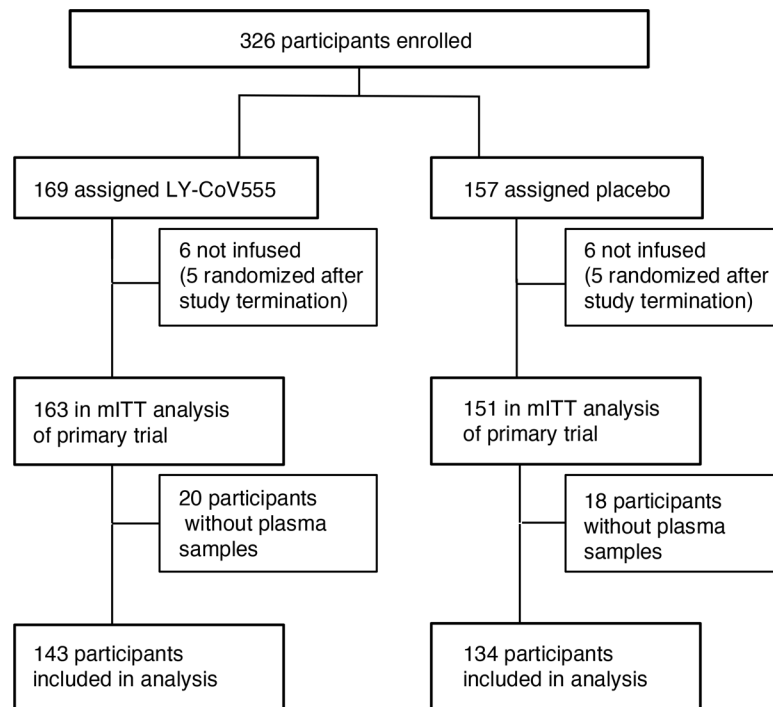 326 participants enrolled
169 assigned LY-CoV555
157 assigned placebo
6 not infused
(5 randomized after
study termination)
6 not infused
(5 randomized after
study termination)
163 in mITT analysis
of primary trial
151 in mITT analysis
of primary trial
20 participants
without plasma
samples
18 participants
without plasma
samples
143 participants
included in analysis
134 participants
included in analysis